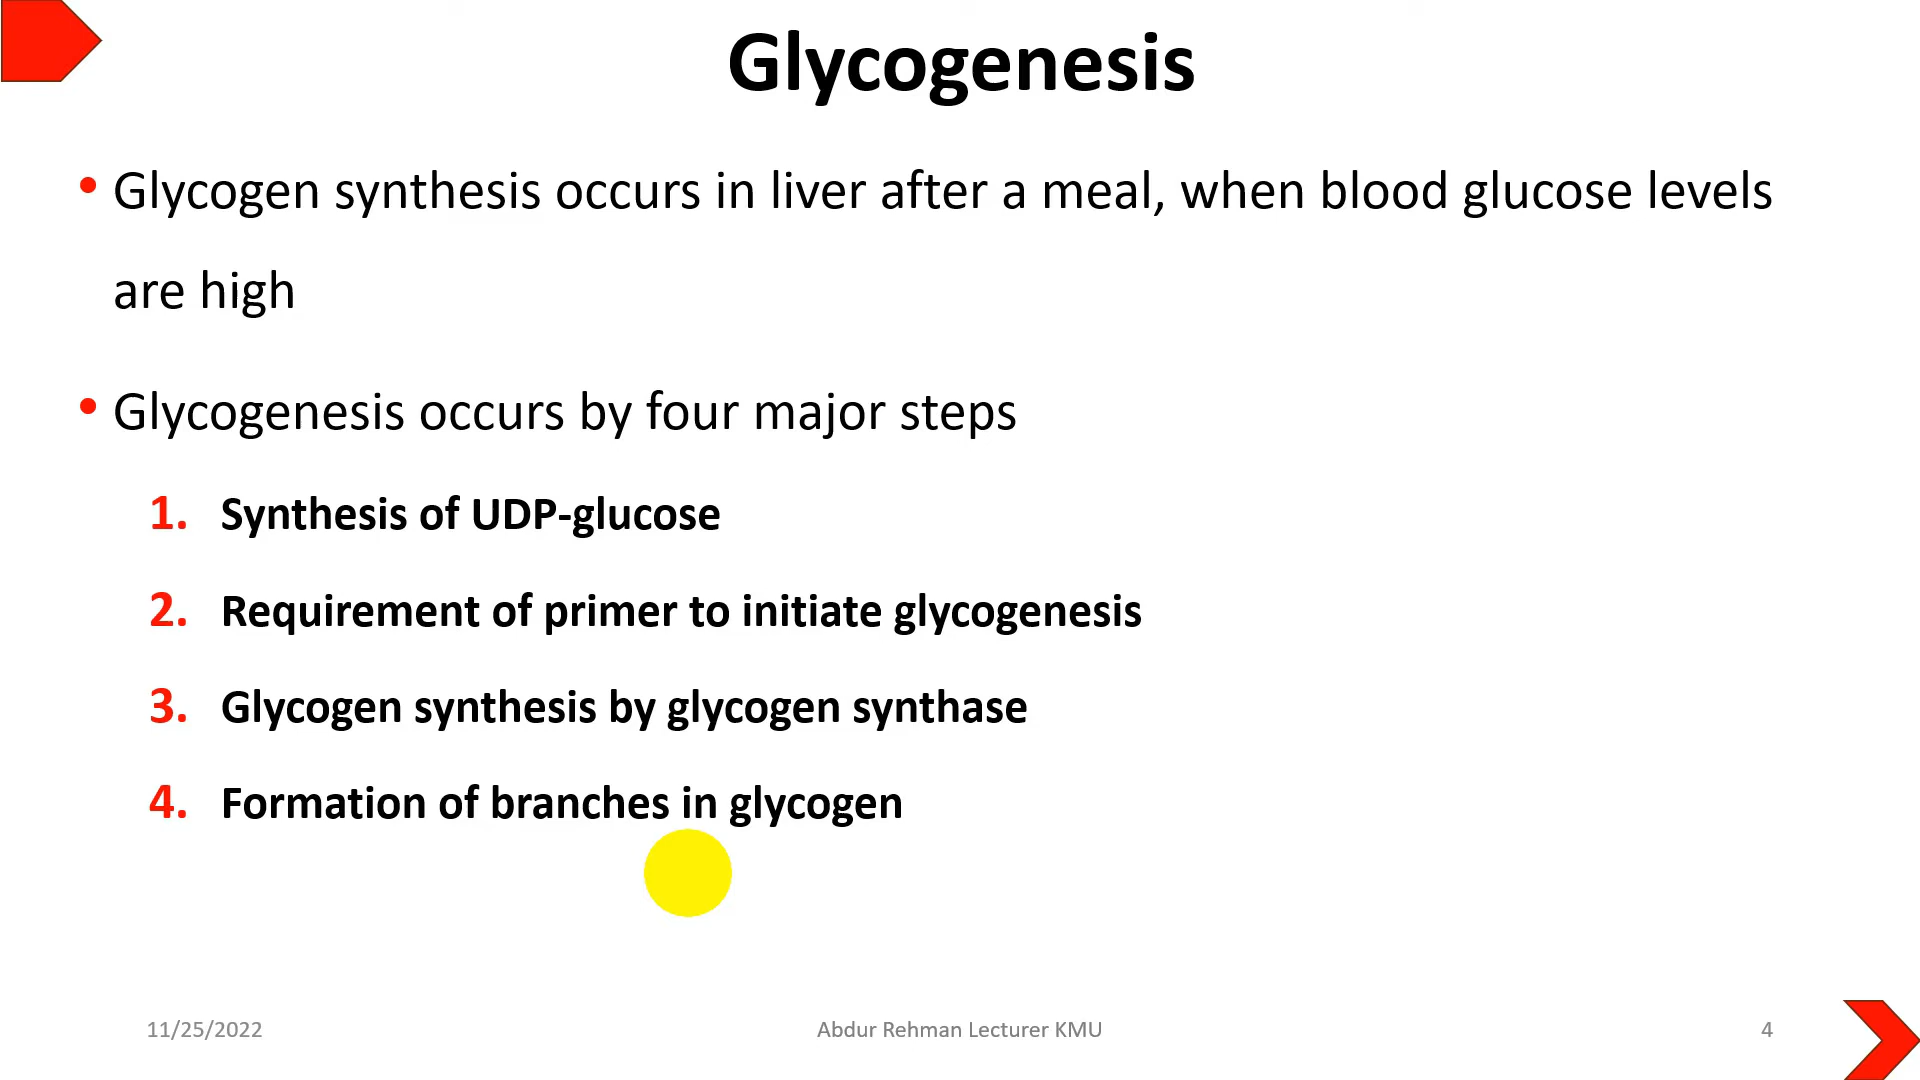 Glycogenesis
• Glycogen synthesis occurs in liver after a meal, when blood glucose levels
are high
• Glycogenesis occurs by four major steps
1. Synthesis of UDP-glucose
2. Requirement of primer to initiate glycogenesis
3. Glycogen synthesis by glycogen synthase
4. Formation of branches in glycogen
11/25/2022
Abdur Rehman Lecturer KMU
4